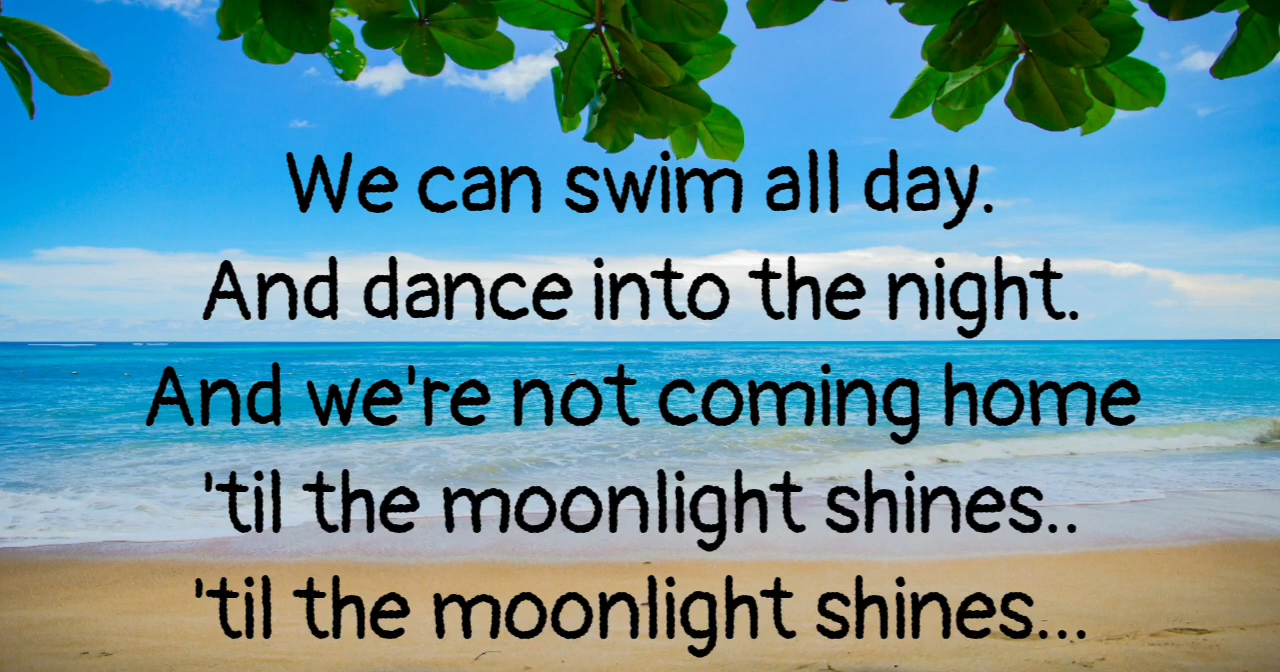 We can swim all day.
And dance into the night.
And we're not coming home
'til the moonlight shines..
'til the moonlight shines...